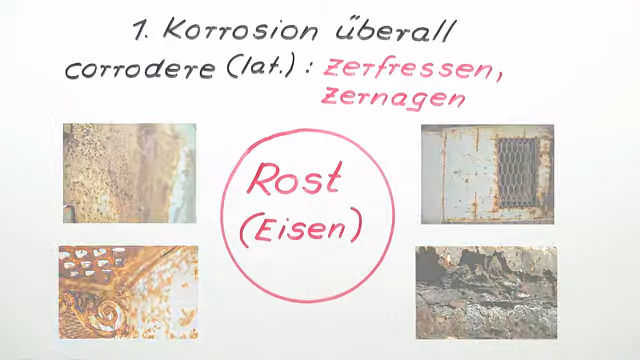 1. Korrosion überall
corrodere (lat.) : zerfressen,
zernagen
Rost
(Eisen)